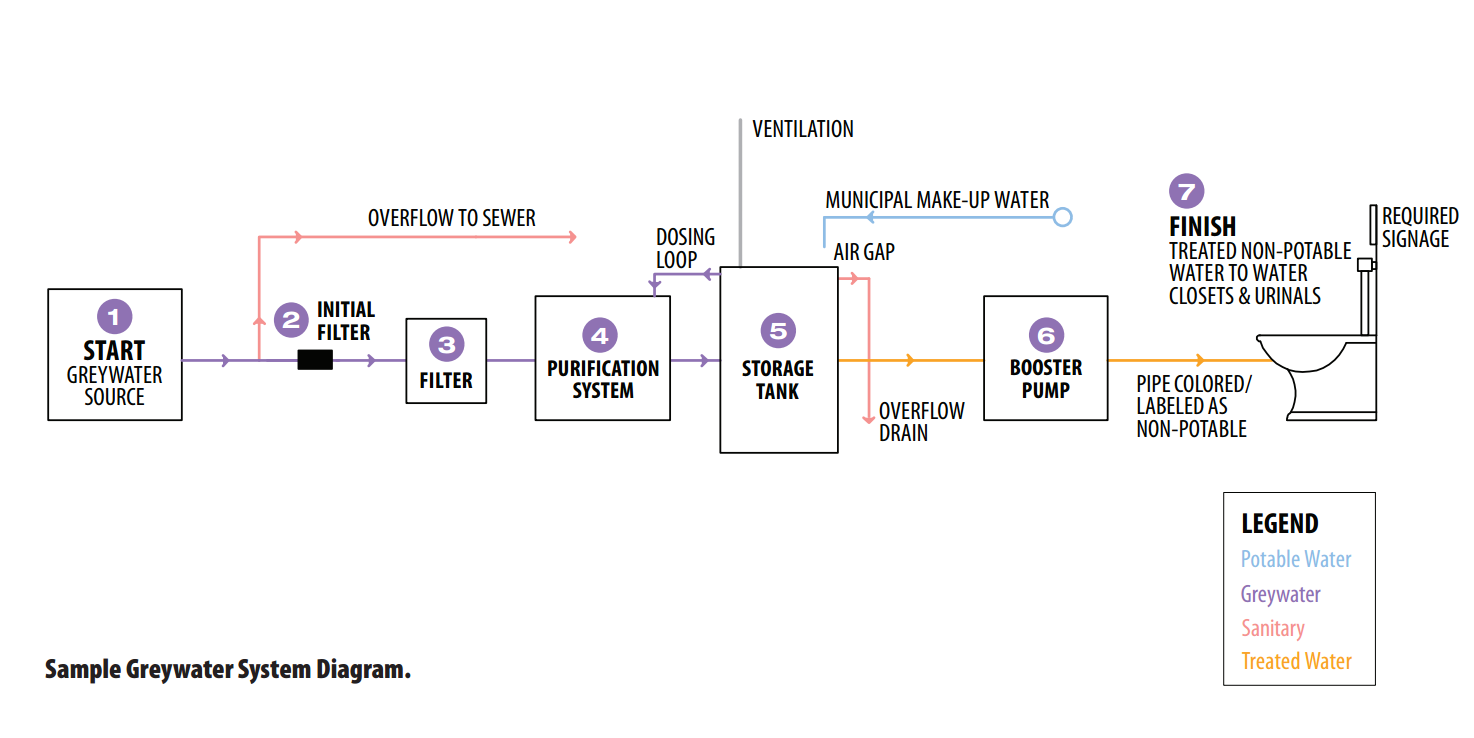 VENTILATION
MUNICIPAL MAKE-UP WATER
7
FINISH
TREATED NON-POTABLE
WATER TO WATER
CLOSETS & URINALS
REQUIRED
SIGNAGE
OVERFLOW TO SEWER
DOSING
LOOP
AIR GAP
1
START
GREYWATER
SOURCE
2
INITIAL
FILTER
3
FILTER
4
PURIFICATION
SYSTEM
5
STORAGE
TANK
OVERFLOW
DRAIN
6
BOOSTER
PUMP
PIPE COLORED/
LABELED AS
NON-POTABLE
LEGEND
Potable Water
Greywater
Sanitary
Treated Water
Sample Greywater System Diagram.